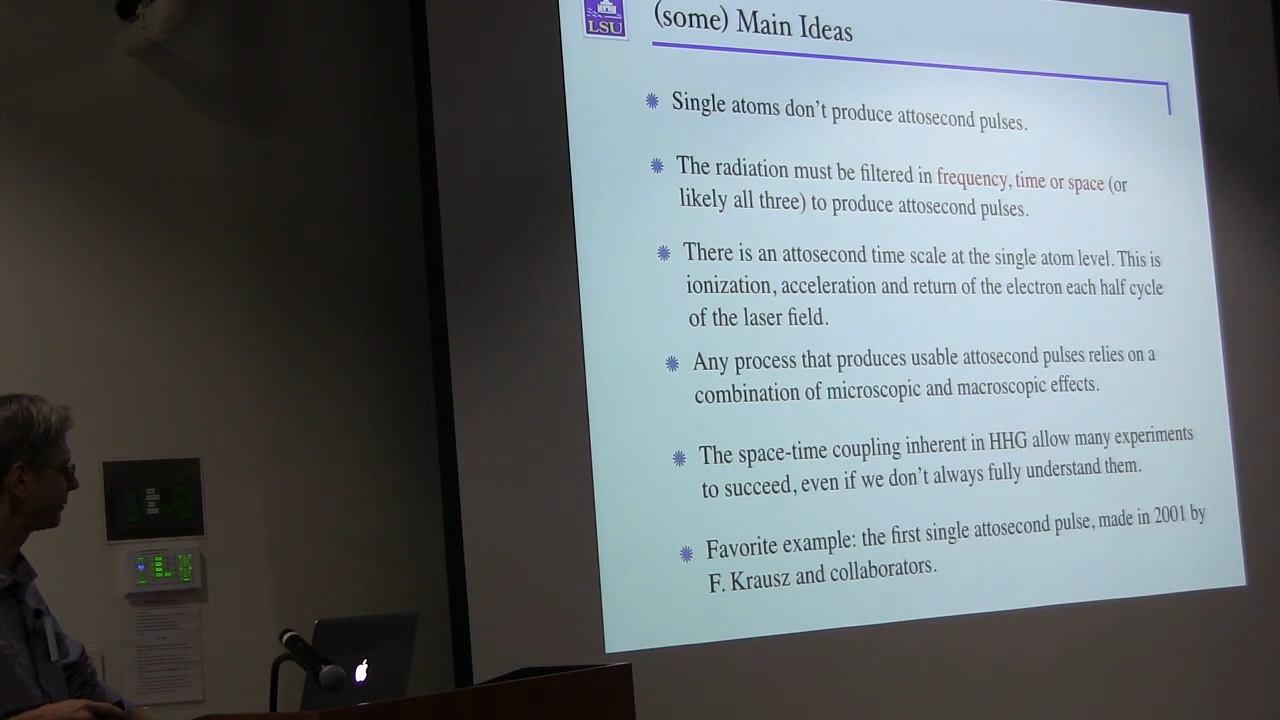 LSU
(some) Main Ideas
Single atoms don't produce attosecond pulses.
The radiation must be filtered in frequency, time or space (or
likely all three) to produce attosecond pulses.
There is an attosecond time scale at the single atom level. This is
ionization, acceleration and return of the electron each half cycle
of the laser field.
Any process that produces usable attosecond pulses relies on a
combination of microscopic and macroscopic effects.
The space-time coupling inherent in HHG allow many experiments
to succeed, even if we don't always fully understand them.
Favorite example: the first single attosecond pulse, made in 2001 by
F. Krausz and collaborators.